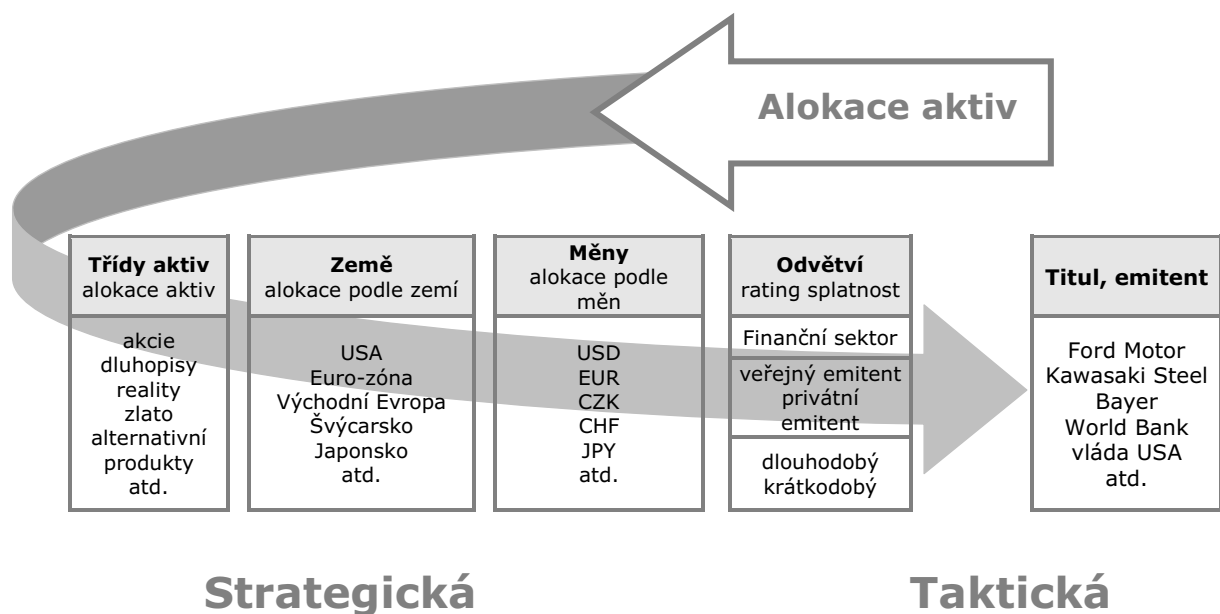 Alokace aktiv
Třídy aktiv
alokace aktiv
akcie
dluhopisy
reality
zlato
alternativní
produkty
atd.
Země
alokace podle zemí
USA
Euro-zóna
Východní Evropa
Švýcarsko
Japonsko
atd.
Měny
alokace podle
měn
USD
EUR
CZK
CHF
JPY
atd.
Odvětví
rating splatnost
Finanční sektor
veřejný emitent
privátní
emitent
dlouhodobý
krátkodobý
Titul, emitent
Ford Motor
Kawasaki Steel
Bayer
World Bank
vláda USA
atd.
Strategická
Taktická